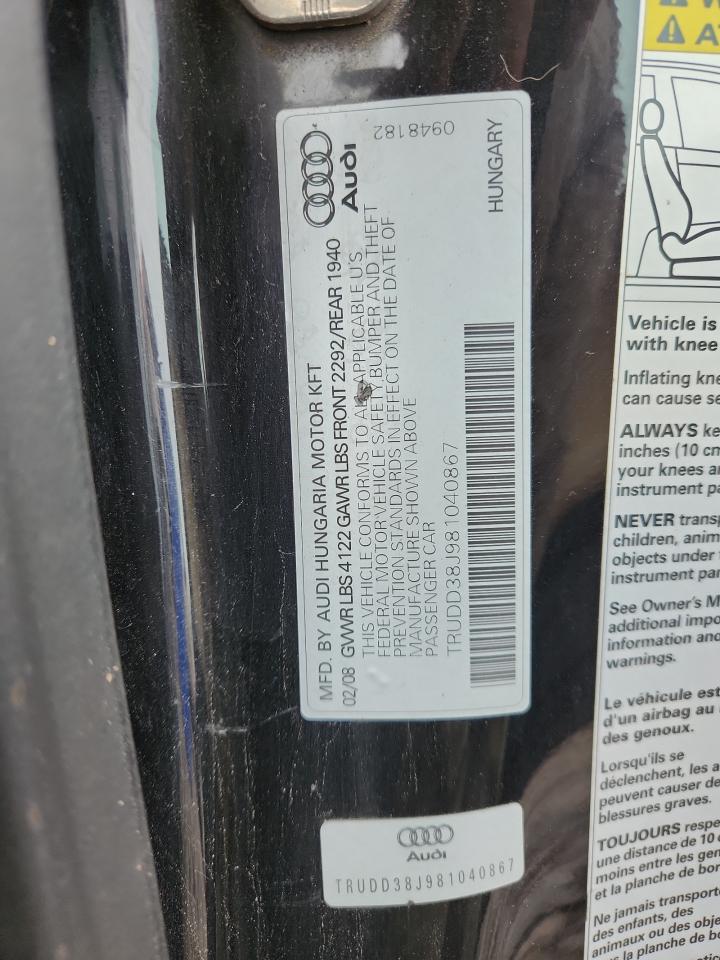 Audi
0948182
MFD. BY AUDI HUNGARIA MOTOR KFT
02/08 GVWR LBS 4122 GAWR LBS FRONT 2292/REAR 1940
THIS VEHICLE CONFORMS TO ALL APPLICABLE U'S
FEDERAL MOTOR VEHICLE SAFETY, BUMPER AND THEFT
PREVENTION STANDARDS IN EFFECT ON THE DATE OF
MANUFACTURE SHOWN ABOVE
PASSENGER CAR
TRUDD38J981040867
HUNGARY
Audi
TRUDD38J981040867
Vehicle is
with knee
Inflating kne
can cause se
ALWAYS ke
inches (10 cm
your knees an
instrument pa
NEVER transp
children, anim
objects under
instrument pan
See Owner's M
additional impo
information and
warnings.
Le véhicule est
d'un airbag au
des genoux.
Lorsqu'ils se
déclenchent, les a
peuvent causer de
blessures graves.
TOUJOURS respe
une distance de 10
moins entre les gen
et la planche de bor
Ne jamais transporte
des enfants, des
animaux ou des obje
la planche de bo